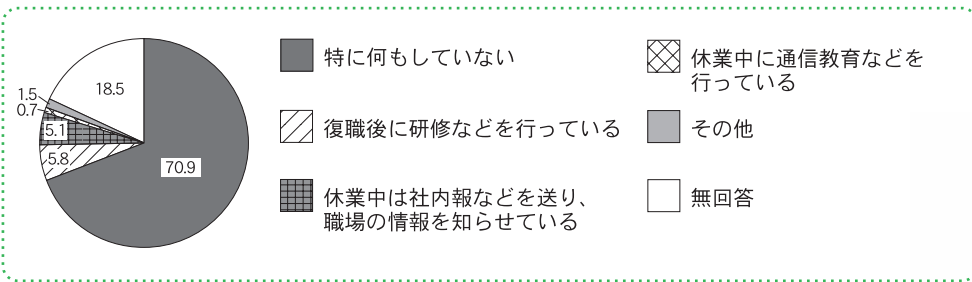 18.5
1.5
0.7
5.1
5.8
70.9
特に何もしていない
復職後に研修などを行っている
休業中は社内報などを送り、
職場の情報を知らせている
休業中に通信教育などを
行っている
その他
無回答